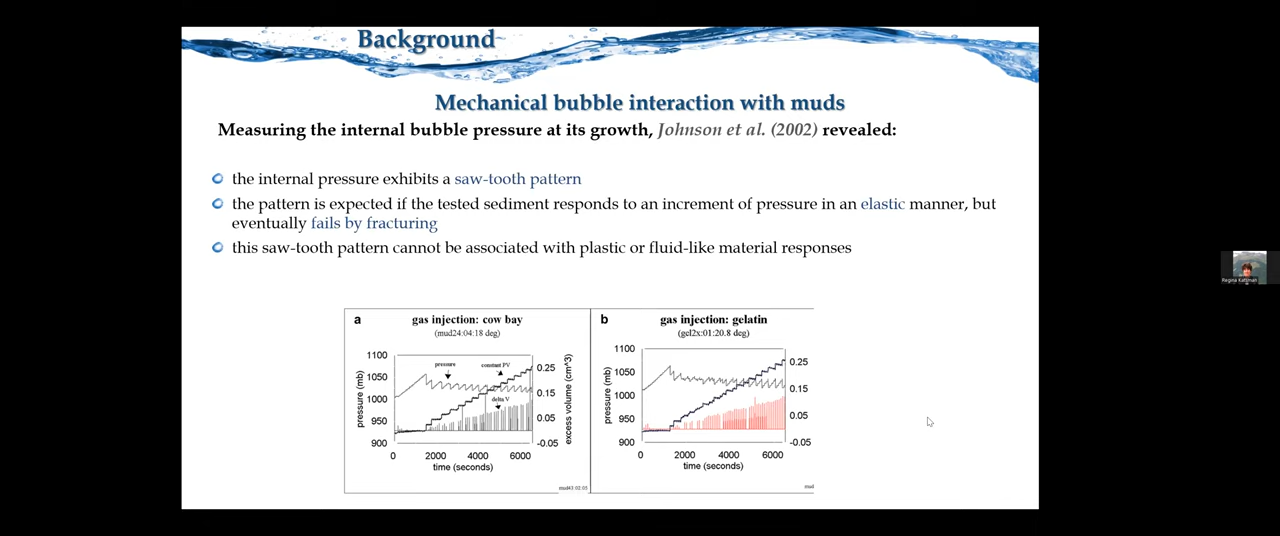 Background
Mechanical bubble interaction with muds
Measuring the internal bubble pressure at its growth, Johnson et al. (2002) revealed:
the internal pressure exhibits a saw-tooth pattern
the pattern is expected if the tested sediment responds to an increment of pressure in an elastic manner, but
eventually fails by fracturing
this saw-tooth pattern cannot be associated with plastic or fluid-like material responses
a
gas injection: cow bay
(mud24:04:18 deg)
1100
1050
1000
950
900
pressure (mb)
pressure
constant PV
delta V
0.25
0.15
0.05
-0.05
excess volume (cm^3)
0 2000 4000 6000
time (seconds)
b
gas injection: gelatin
(gel2x:01:20.8 deg)
1100
1050
1000
950
900
pressure (mb)
0.25
0.15
0.05
-0.05
0 2000 4000 6000
time (seconds)
mud
Regina Katsman